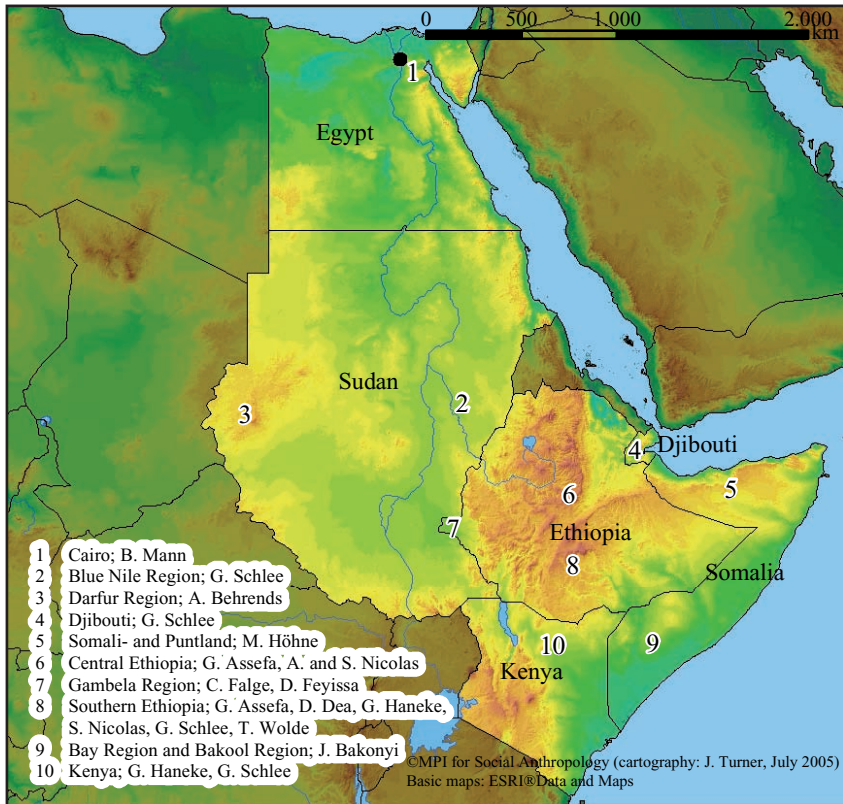 0 500 1.000 2.000
km
1
Egypt
Sudan
2
3
Djibouti
4
5
6
7
Ethiopia
8
Somalia
9
10
Kenya
1 Cairo; B. Mann
2 Blue Nile Region; G. Schlee
3 Darfur Region; A. Behrends
4 Djibouti; G. Schlee
5 Somali- and Puntland; M. Höhne
6 Central Ethiopia; G. Assefa, A. and S. Nicolas
7 Gambela Region; C. Falge, D. Feyissa
8 Southern Ethiopia; G. Assefa, D. Dea, G. Haneke,
S. Nicolas, G. Schlee, T. Wolde
9 Bay Region and Bakool Region; J. Bakonyi
10 Kenya; G. Haneke, G. Schlee
©MPI for Social Anthropology (cartography: J. Turner, July 2005)
Basic maps: ESRI®Data and Maps